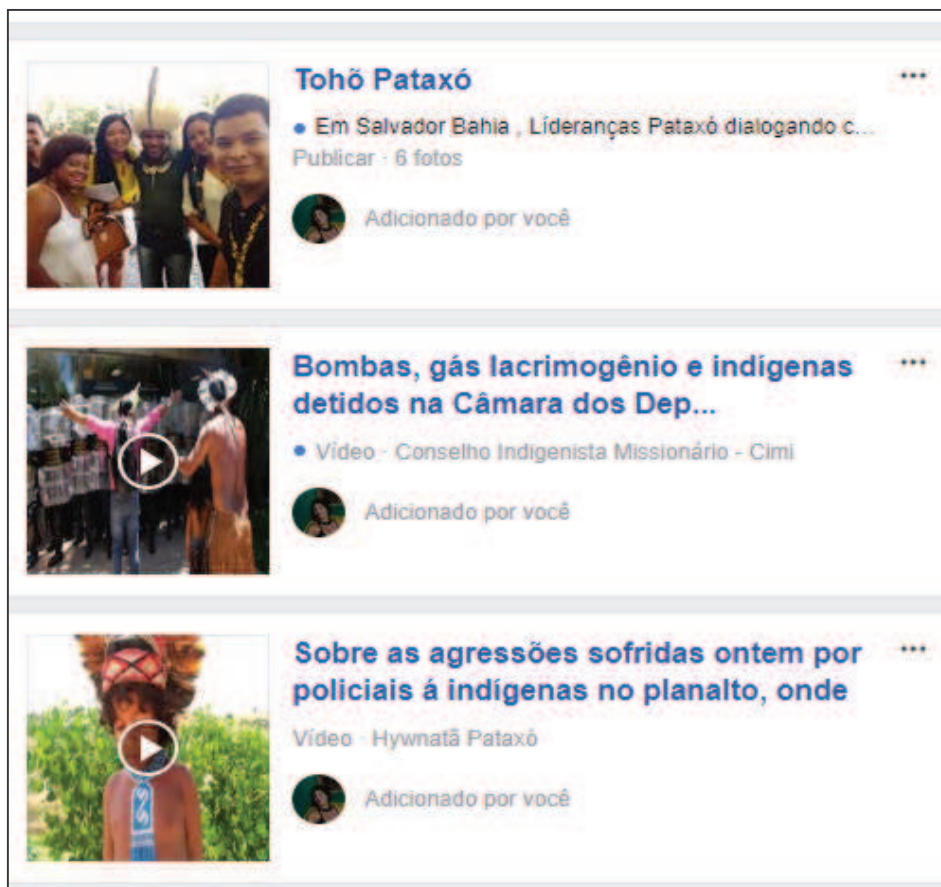 Tohõ Pataxó
• Em Salvador Bahia , Líderanças Pataxó dialogando c...
Publicar · 6 fotos
Adicionado por você
Bombas, gás lacrimogênio e indígenas
detidos na Câmara dos Dep...
• Vídeo · Conselho Indigenista Missionário - Cimi
Adicionado por você
Sobre as agressões sofridas ontem por
policiais á indígenas no planalto, onde
Vídeo · Hywnatã Pataxó
Adicionado por você